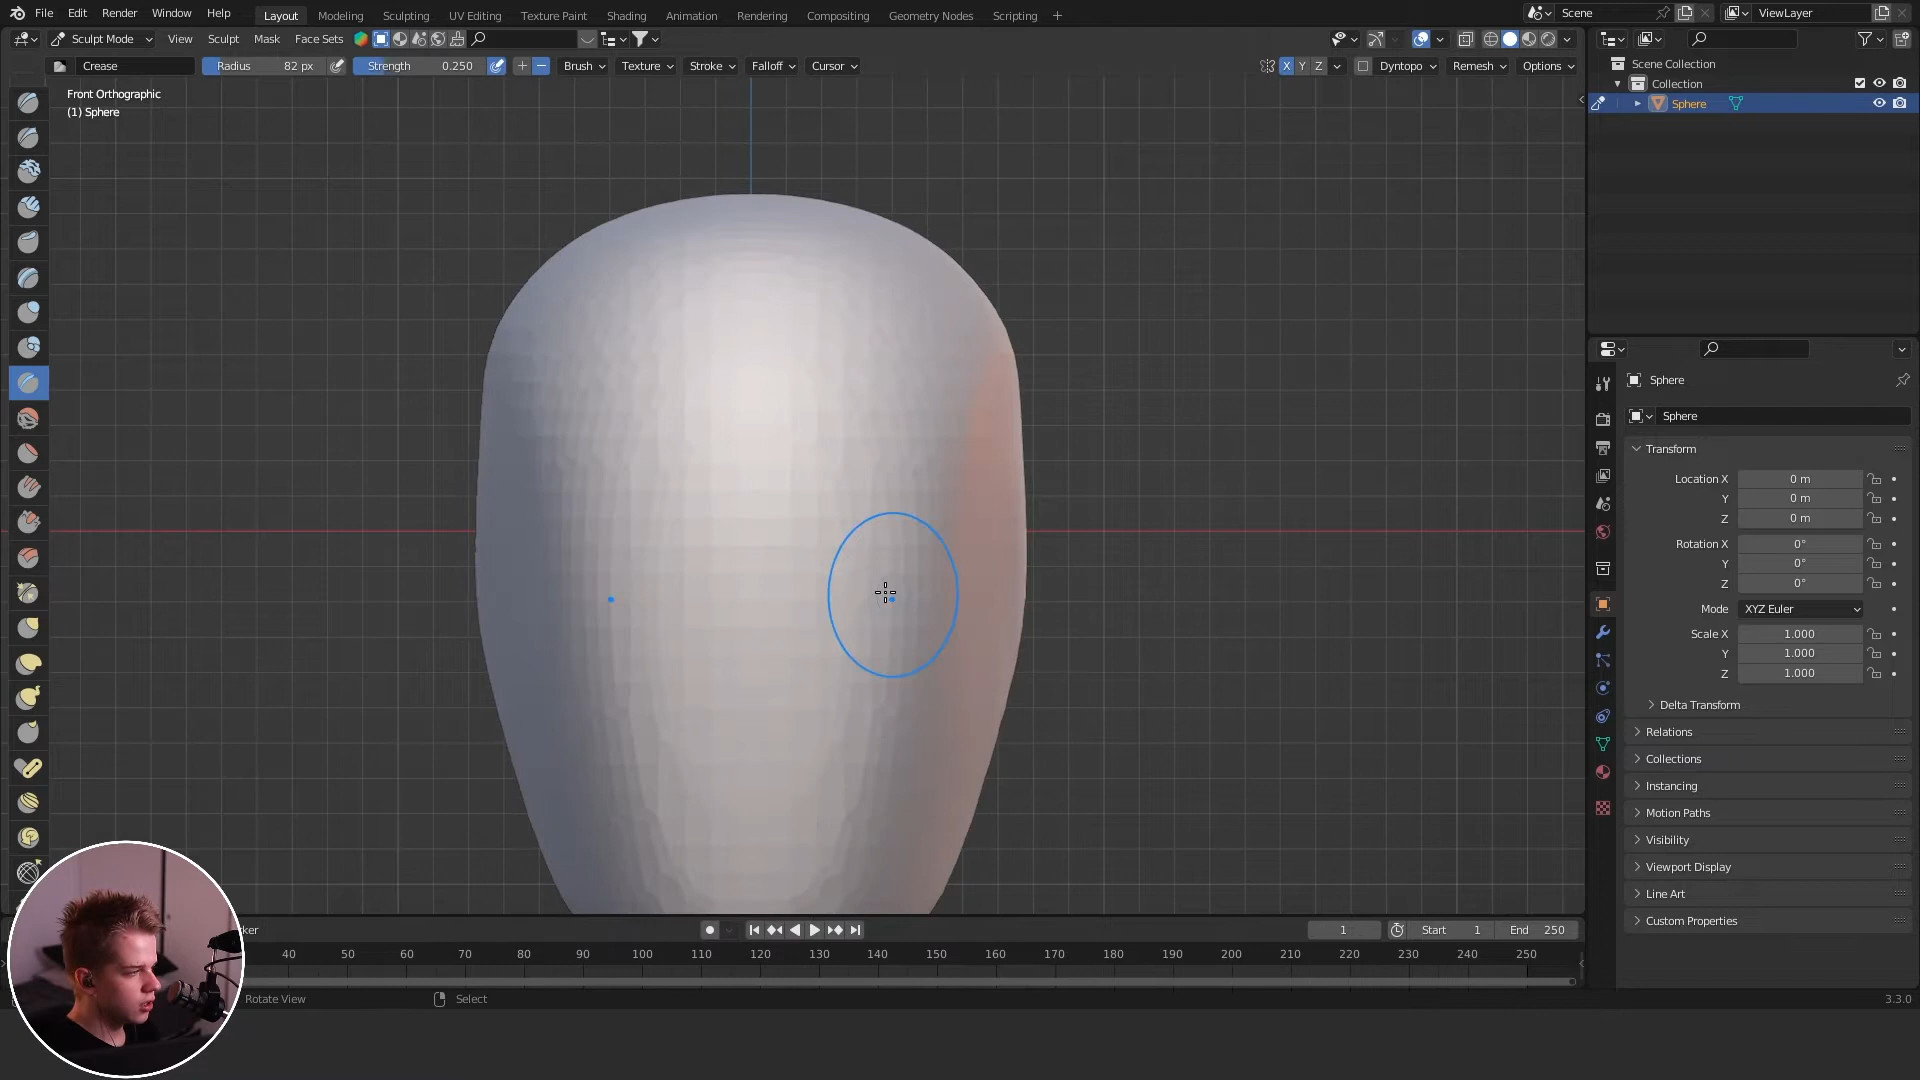 File Edit Render Window Help Layout Modeling Sculpting UV Editing Texture Paint Shading Animation Rendering Compositing Geometry Nodes Scripting + Scene ViewLayer
Sculpt Mode View Sculpt Mask Face Sets
Crease Radius 82 px Strength 0.250 Brush Texture Stroke Falloff Cursor X Y Z Dyntopo Remesh Options
Front Orthographic
(1) Sphere
Scene Collection
Collection
Sphere
Sphere
Sphere
Transform
Location X 0 m
Y 0 m
Z 0 m
Rotation X 0°
Y 0°
Z 0°
Mode XYZ Euler
Scale X 1.000
Y 1.000
Z 1.000
Delta Transform
Relations
Collections
Instancing
Motion Paths
Visibility
Viewport Display
Line Art
Custom Properties
ker 1 Start 1 End 250
40 50 60 70 80 90 100 110 120 130 140 150 160 170 180 190 200 210 220 230 240 250
Rotate View Select 3.3.0